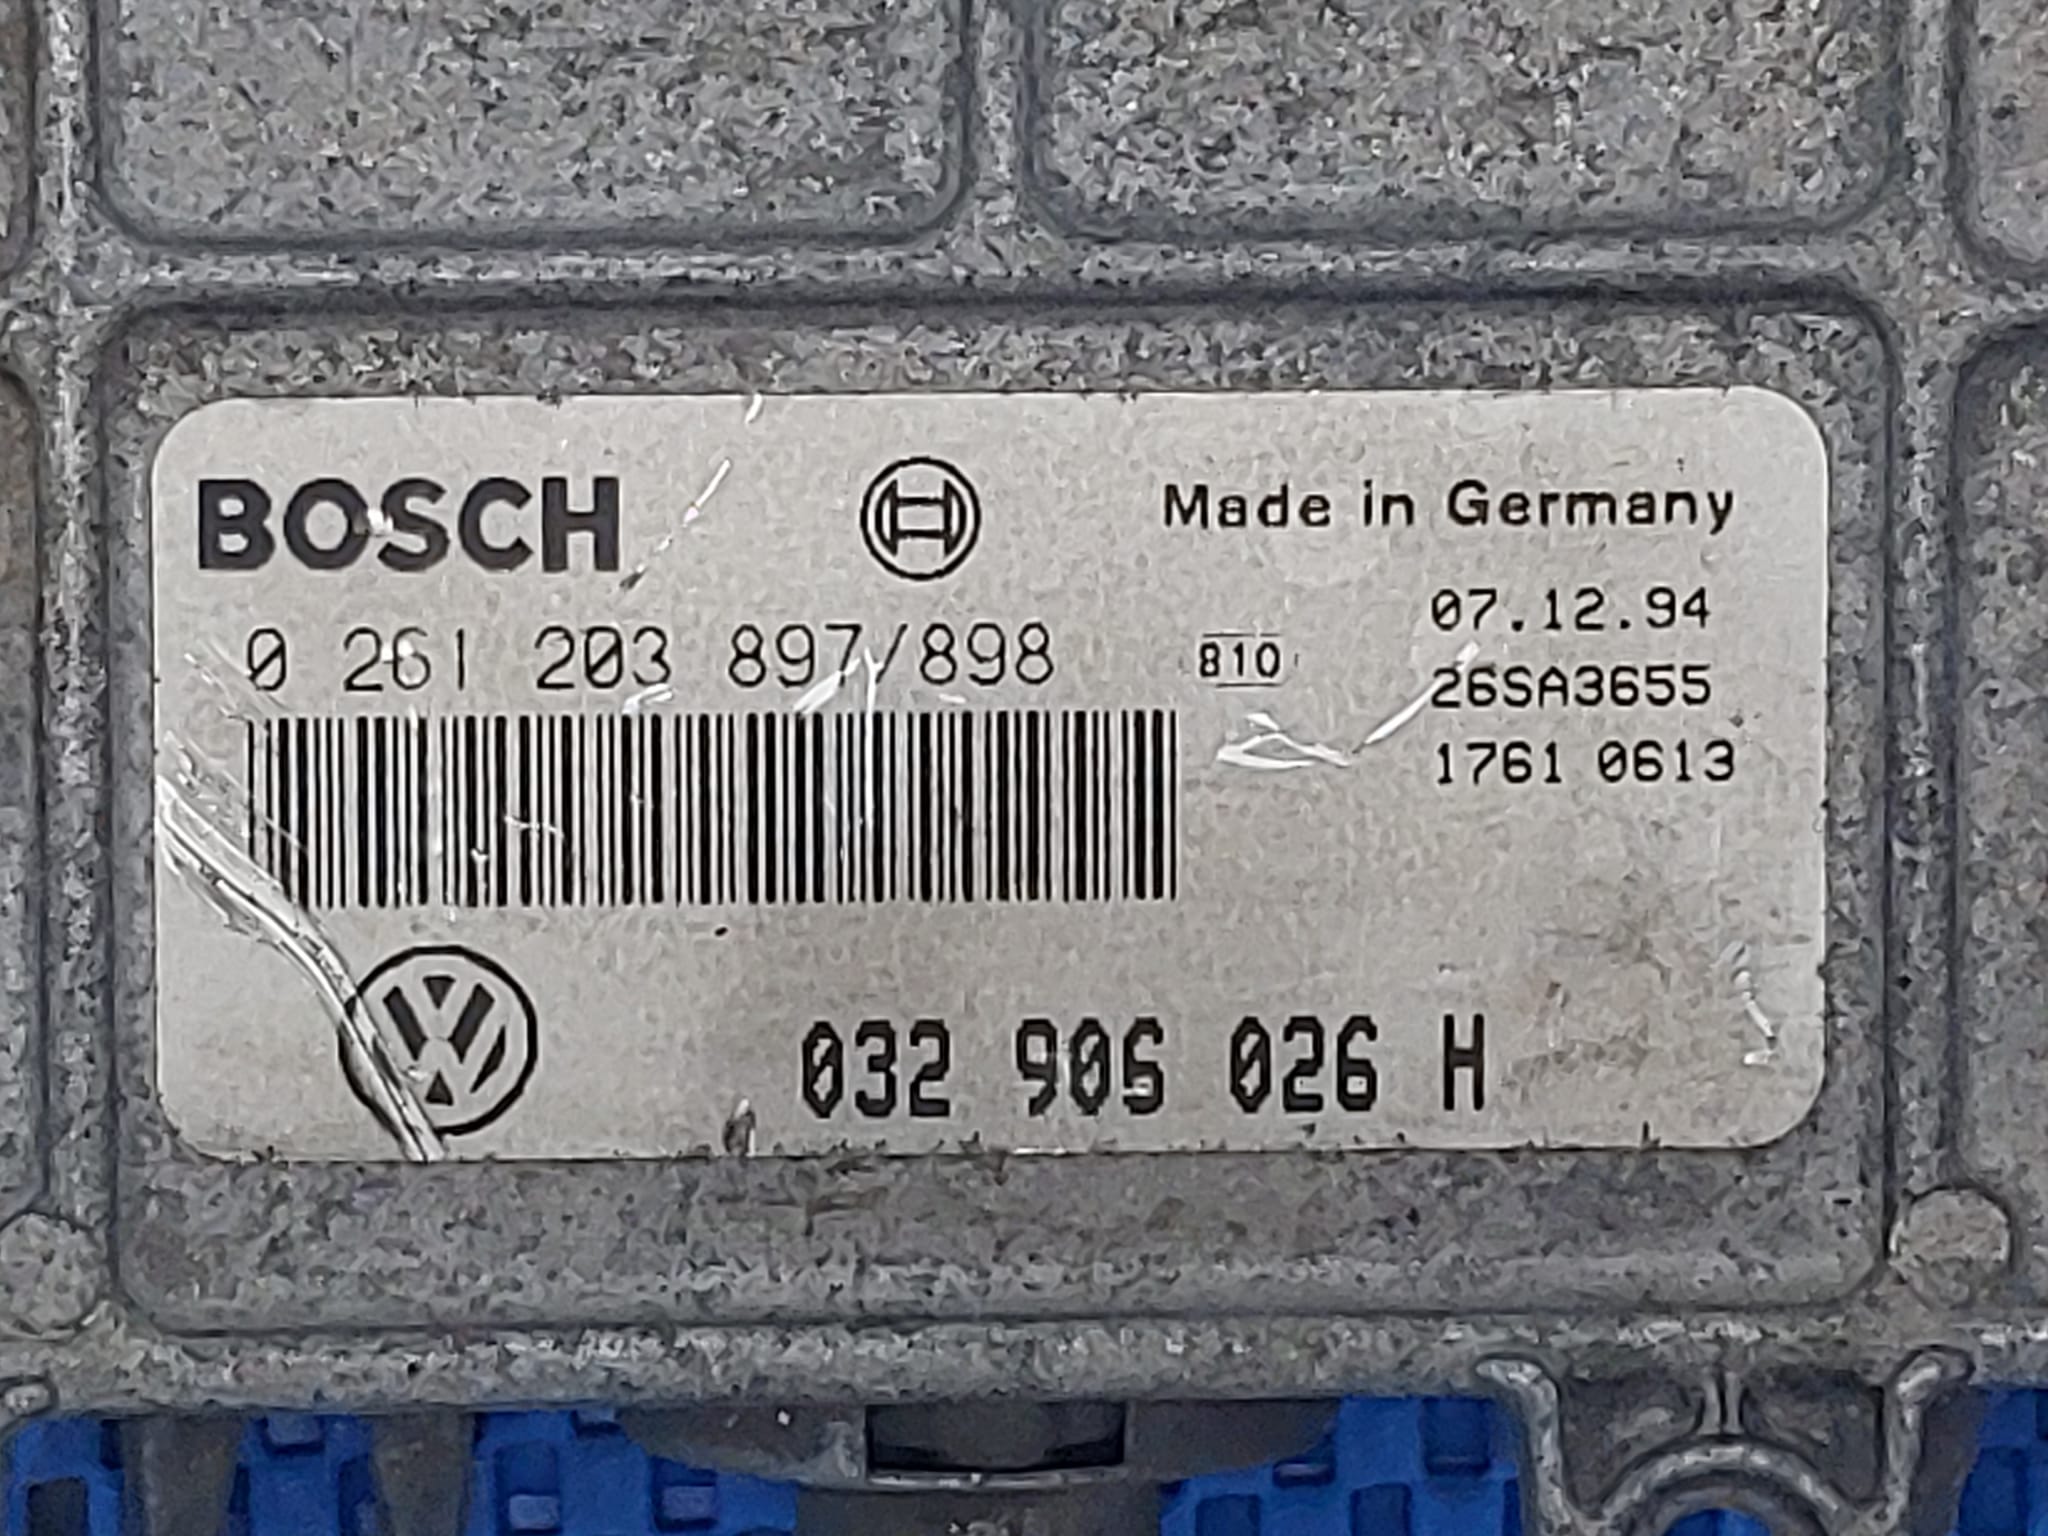 BOSCH
Made in Germany
07.12.94
0 261 203 897/898
810
26SA3655
1761 0613
032 906 026 H